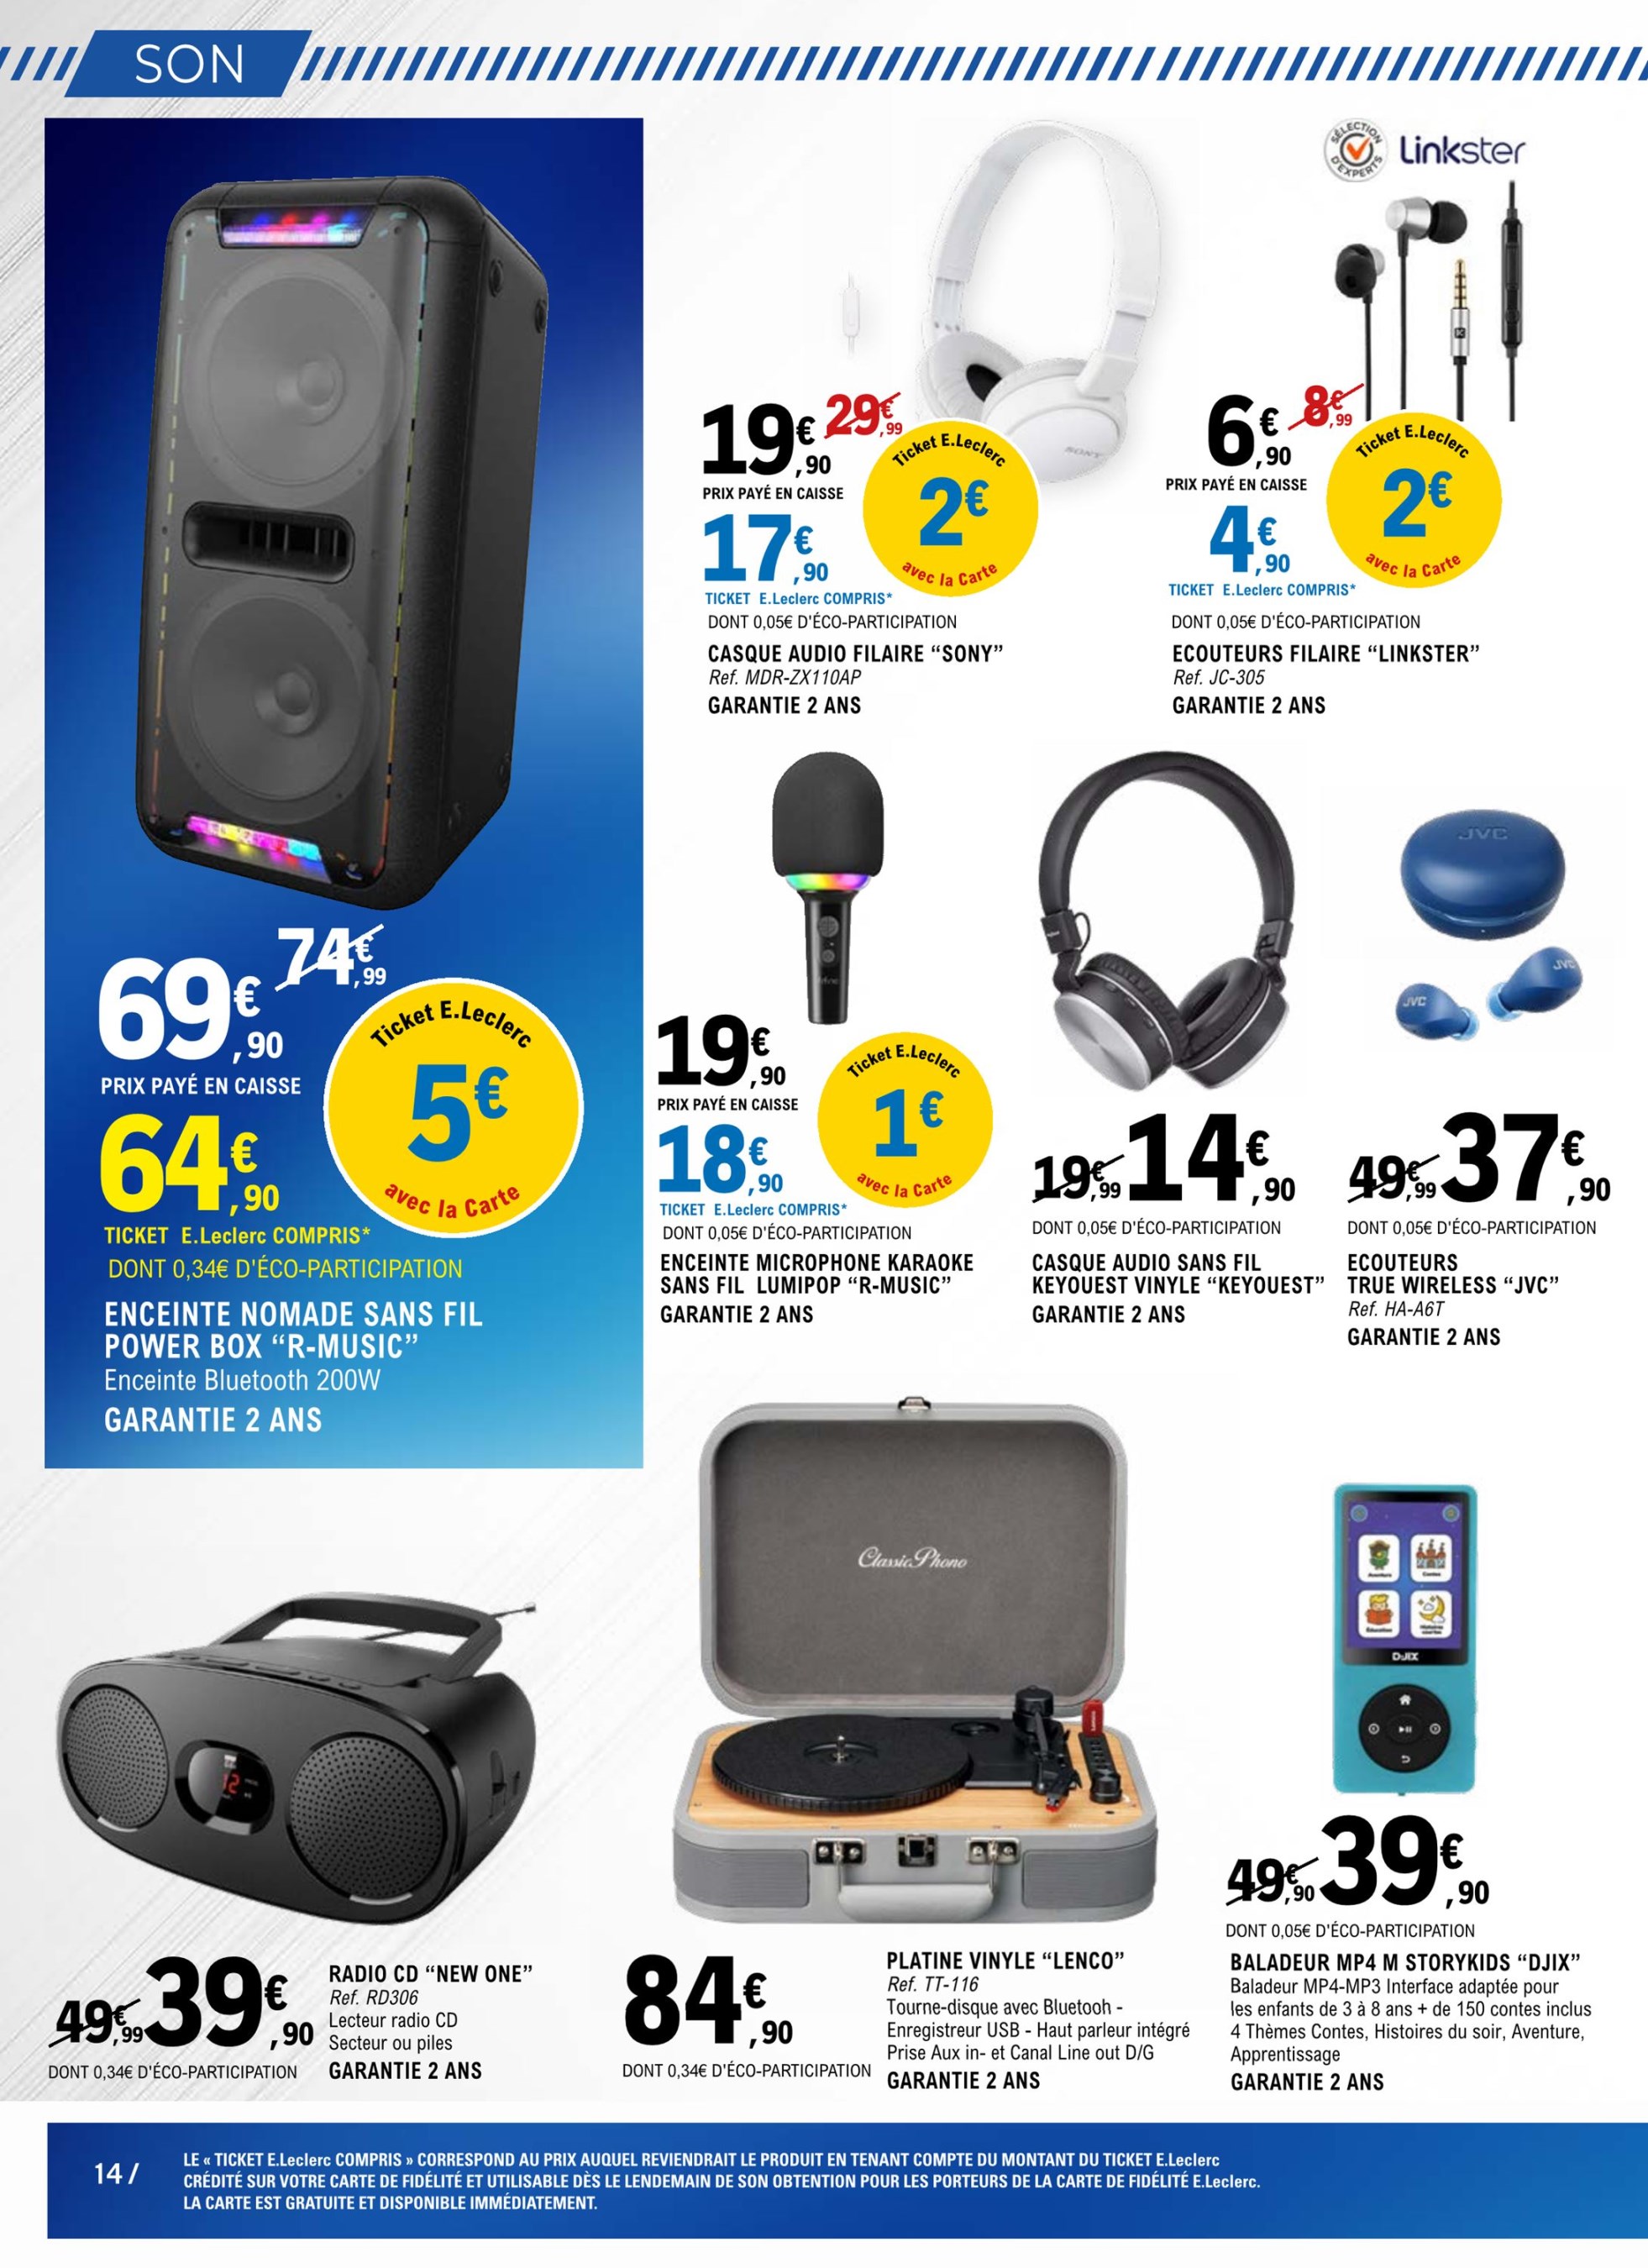 SON
69€,90
74€,99
PRIX PAYÉ EN CAISSE
64€,90
TICKET E.Leclerc COMPRIS*
Ticket E.Leclerc
5€
avec la Carte
DONT 0,34€ D'ÉCO-PARTICIPATION
ENCEINTE NOMADE SANS FIL
POWER BOX “R-MUSIC”
Enceinte Bluetooth 200W
GARANTIE 2 ANS
SONY
19€,90
29€,99
PRIX PAYÉ EN CAISSE
17€,90
TICKET E.Leclerc COMPRIS*
Ticket E.Leclerc
2€
avec la Carte
DONT 0,05€ D'ÉCO-PARTICIPATION
CASQUE AUDIO FILAIRE “SONY”
Ref. MDR-ZX110AP
GARANTIE 2 ANS
SÉLECTION D'EXPERTS
Linkster
6€,90
8€,99
PRIX PAYÉ EN CAISSE
4€,90
TICKET E.Leclerc COMPRIS*
Ticket E.Leclerc
2€
avec la Carte
DONT 0,05€ D'ÉCO-PARTICIPATION
ECOUTEURS FILAIRE “LINKSTER”
Ref. JC-305
GARANTIE 2 ANS
19€,90
PRIX PAYÉ EN CAISSE
18€,90
TICKET E.Leclerc COMPRIS*
Ticket E.Leclerc
1€
avec la Carte
DONT 0,05€ D'ÉCO-PARTICIPATION
ENCEINTE MICROPHONE KARAOKE
SANS FIL LUMIPOP “R-MUSIC”
GARANTIE 2 ANS
19€,99
14€,90
DONT 0,05€ D'ÉCO-PARTICIPATION
CASQUE AUDIO SANS FIL
KEYOUEST VINYLE “KEYOUEST”
GARANTIE 2 ANS
JVC
JVC
JVC
49€,99
37€,90
DONT 0,05€ D'ÉCO-PARTICIPATION
ECOUTEURS
TRUE WIRELESS “JVC”
Ref. HA-A6T
GARANTIE 2 ANS
12
49€,99
39€,90
DONT 0,34€ D'ÉCO-PARTICIPATION
RADIO CD “NEW ONE”
Ref. RD306
Lecteur radio CD
Secteur ou piles
GARANTIE 2 ANS
Classic Phono
Lenco
84€,90
DONT 0,34€ D'ÉCO-PARTICIPATION
PLATINE VINYLE “LENCO”
Ref. TT-116
Tourne-disque avec Bluetooh -
Enregistreur USB - Haut parleur intégré
Prise Aux in- et Canal Line out D/G
GARANTIE 2 ANS
Aventure
Contes
Éducation
Histoires courtes
DJIX
49€,90
39€,90
DONT 0,05€ D'ÉCO-PARTICIPATION
BALADEUR MP4 M STORYKIDS “DJIX”
Baladeur MP4-MP3 Interface adaptée pour
les enfants de 3 à 8 ans + de 150 contes inclus
4 Thèmes Contes, Histoires du soir, Aventure,
Apprentissage
GARANTIE 2 ANS
14 /
LE « TICKET E.Leclerc COMPRIS » CORRESPOND AU PRIX AUQUEL REVIENDRAIT LE PRODUIT EN TENANT COMPTE DU MONTANT DU TICKET E.Leclerc
CRÉDITÉ SUR VOTRE CARTE DE FIDÉLITÉ ET UTILISABLE DÈS LE LENDEMAIN DE SON OBTENTION POUR LES PORTEURS DE LA CARTE DE FIDÉLITÉ E.Leclerc.
LA CARTE EST GRATUITE ET DISPONIBLE IMMÉDIATEMENT.